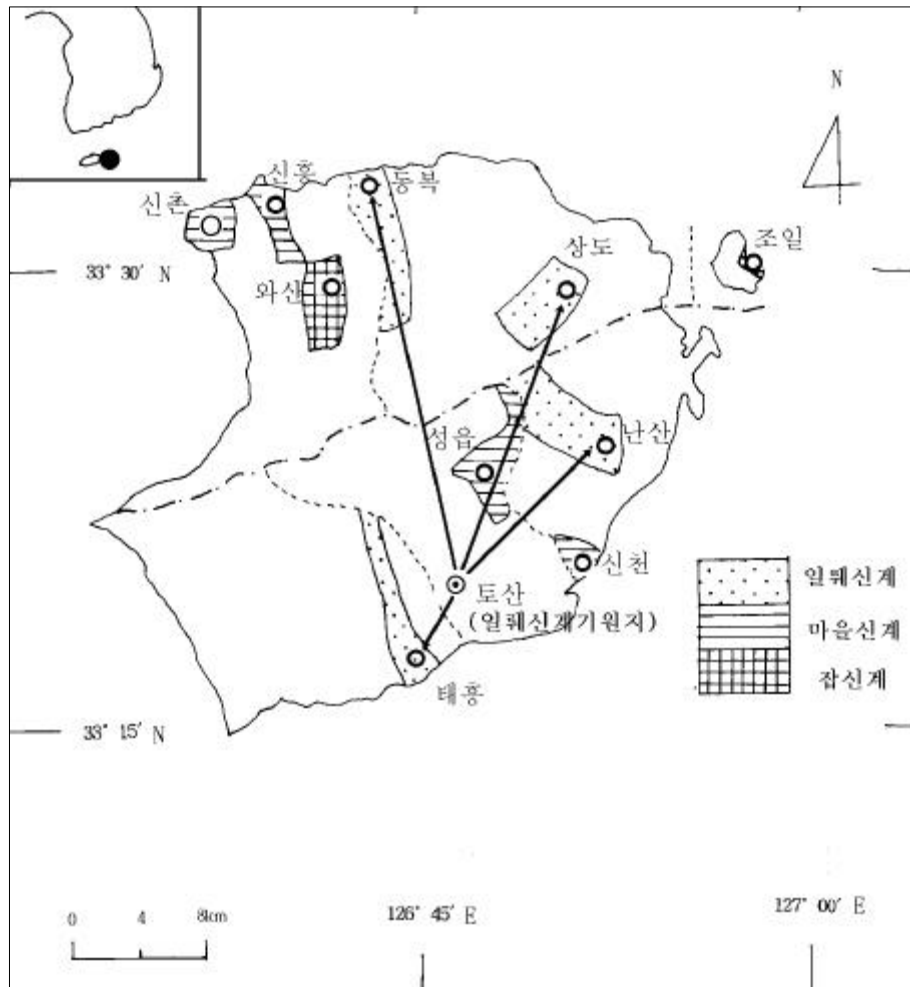 N
신흥
동복
신촌
상도
조일
33° 30′ N
와산
성읍
난산
신천
토산
(일뤠신계기원지)
일뤠신계
마을신계
잡신계
태흥
33° 15′ N
0 4 8km
126° 45′ E
127° 00′ E